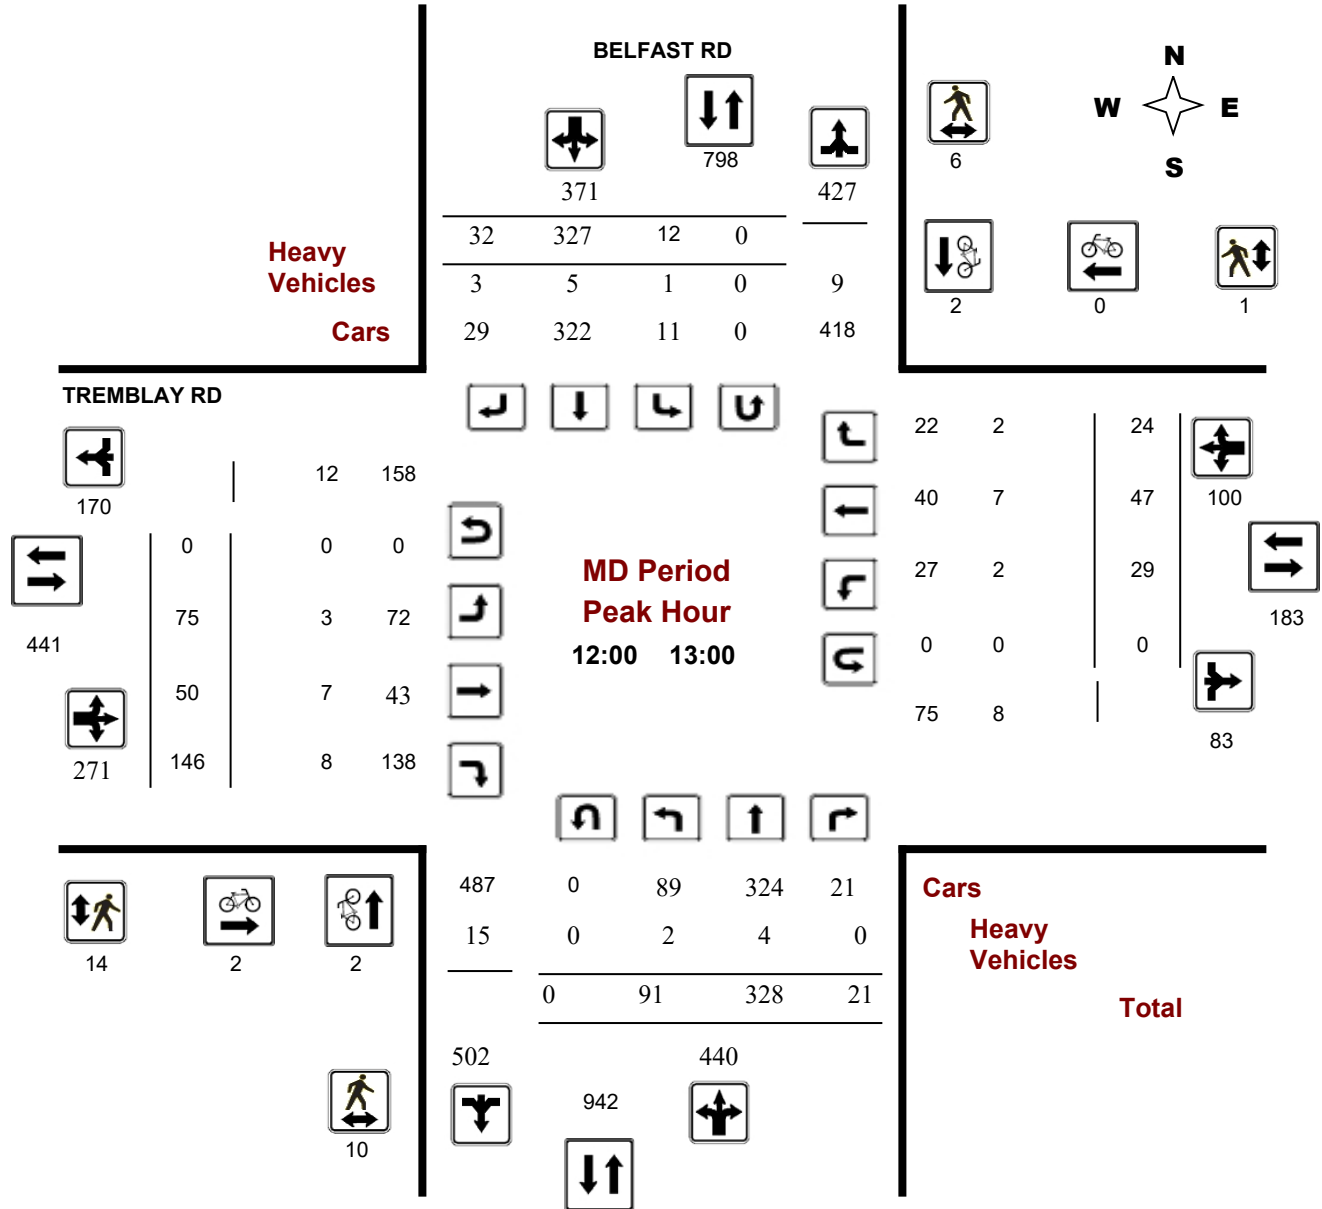 BELFAST RD
N
W E
S
798
6
371
427
32 327 12 0
Heavy
Vehicles
3 5 1 0 9
2 0 1
Cars
29 322 11 0 418
TREMBLAY RD
22 2 24
12 158
170
40 7 47
100
0 0 0
MD Period
27 2 29
Peak Hour
75 3 72
183
441
12:00 13:00
0 0 0
50 7 43
75 8
83
271
146 8 138
487 0 89 324 21
Cars
15 0 2 4 0
Heavy
Vehicles
14 2 2
0 91 328 21
Total
502 440
942
10